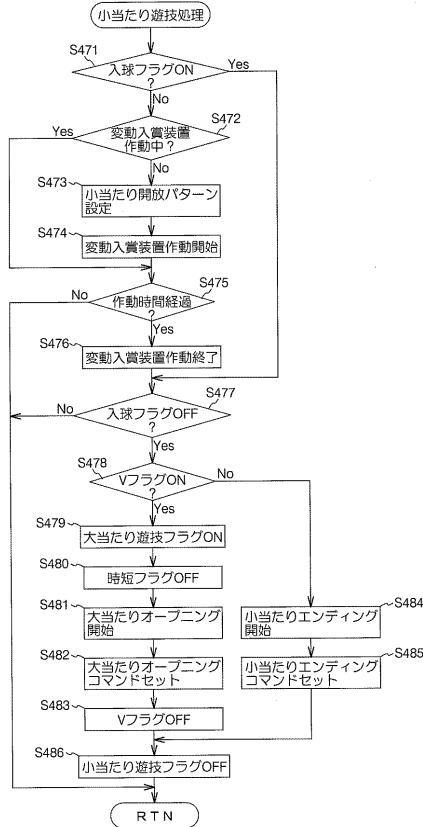 小当たり遊技処理
S471
入球フラグON
?
Yes
No
S472
変動入賞装置
作動中?
Yes
No
S473
小当たり開放パターン
設定
S474
変動入賞装置作動開始
S475
作動時間経過
?
No
Yes
S476
変動入賞装置作動終了
S477
入球フラグOFF
?
No
Yes
S478
VフラグON
?
No
Yes
S479
大当たり遊技フラグON
S480
時短フラグOFF
S481
大当たりオープニング
開始
S482
大当たりオープニング
コマンドセット
S483
VフラグOFF
S484
小当たりエンディング
開始
S485
小当たりエンディング
コマンドセット
S486
小当たり遊技フラグOFF
RTN